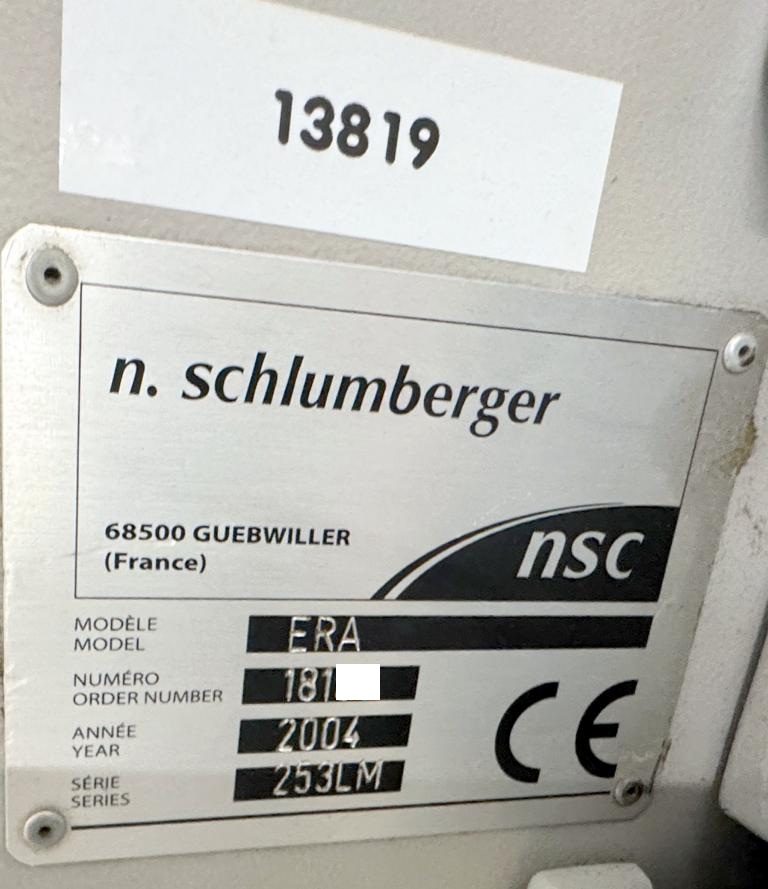 13819
n. schlumberger
68500 GUEBWILLER
(France)
nsc
MODÈLE
MODEL
ERA
NUMÉRO
ORDER NUMBER
181
ANNÉE
YEAR
2004
SÉRIE
SERIES
253LM
CE